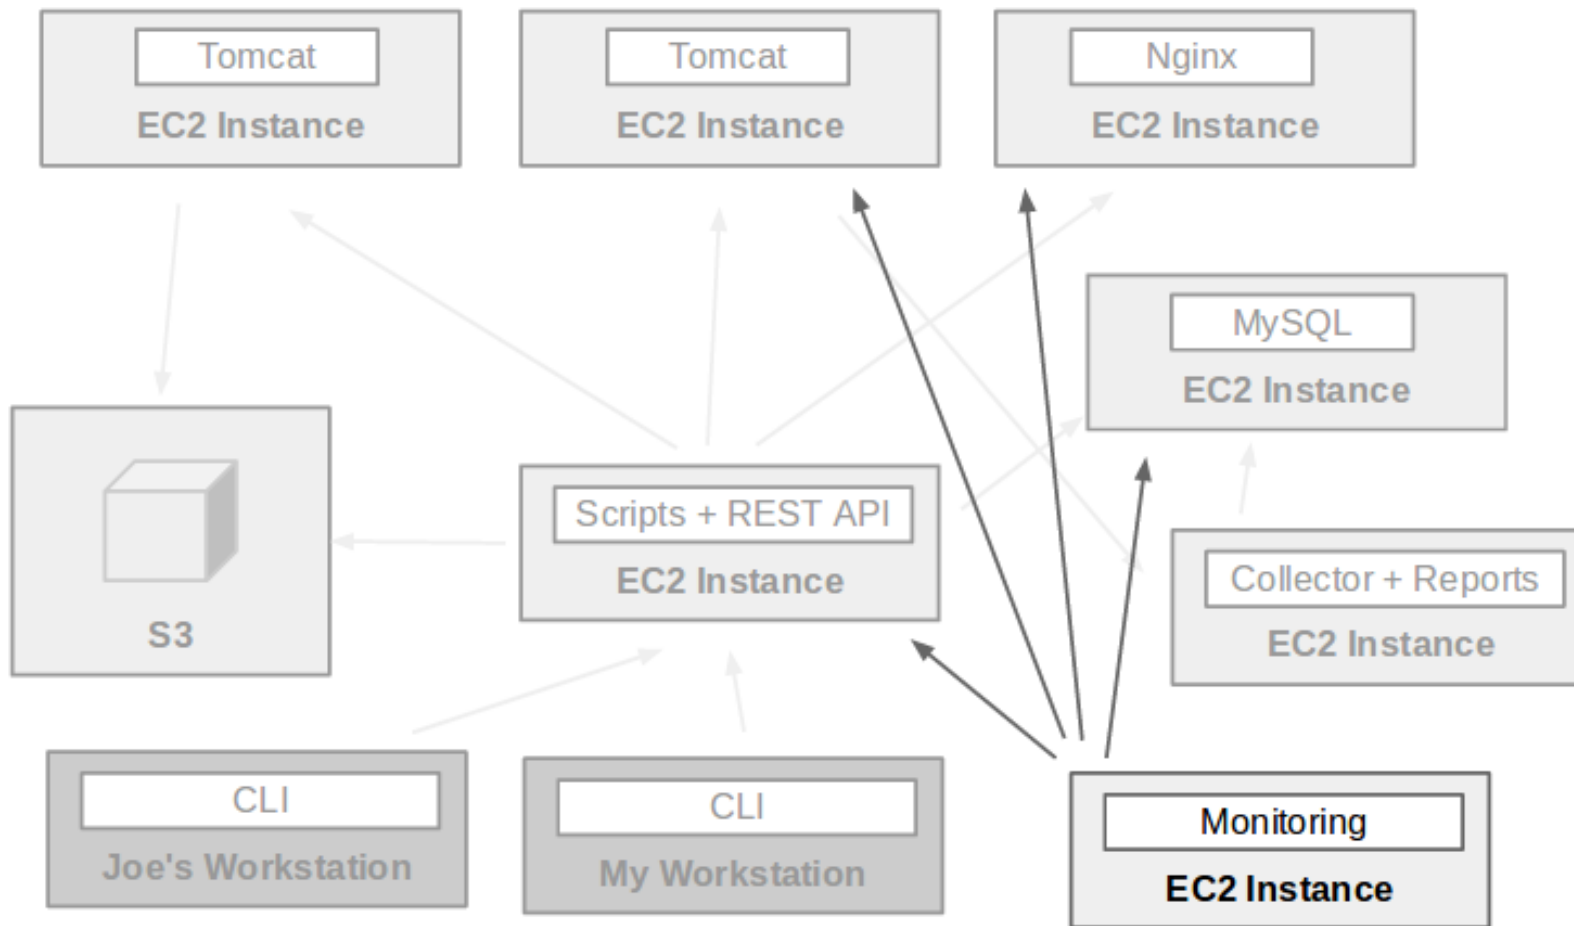 Tomcat
EC2 Instance
Tomcat
EC2 Instance
Nginx
EC2 Instance
MySQL
EC2 Instance
S3
Scripts + REST API
EC2 Instance
Collector + Reports
EC2 Instance
CLI
Joe's Workstation
CLI
My Workstation
Monitoring
EC2 Instance